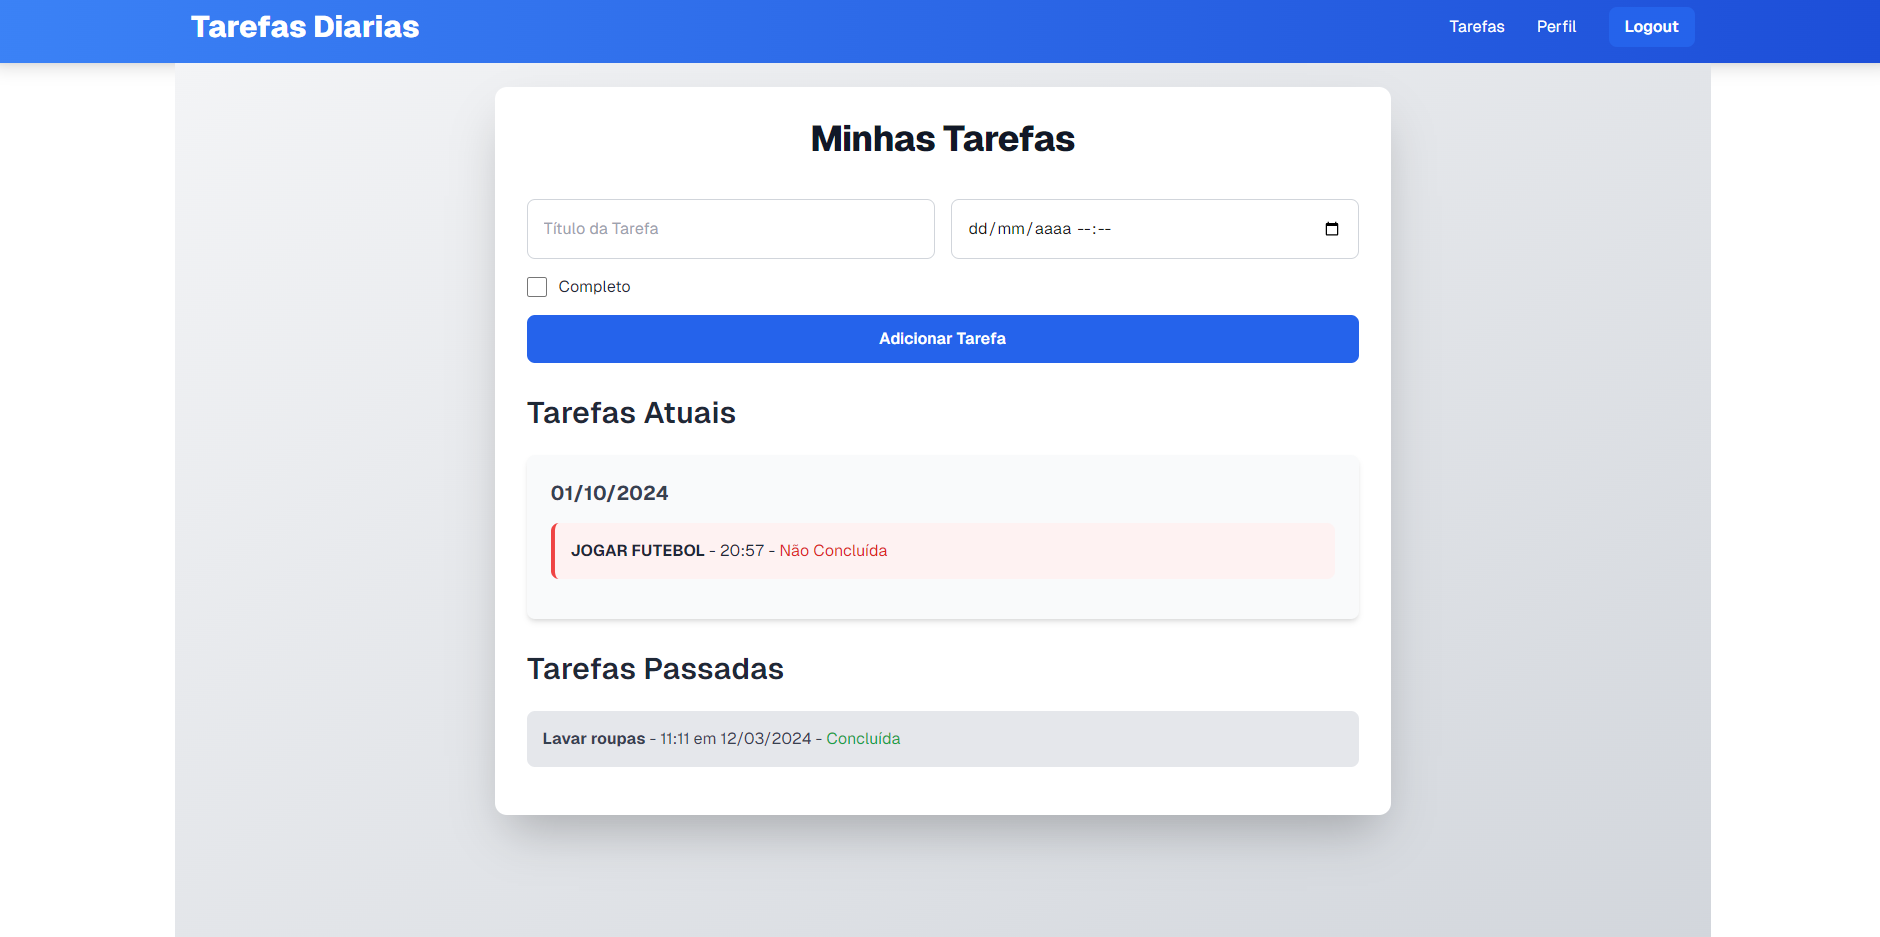 Tarefas Diarias
Tarefas Perfil Logout
Minhas Tarefas
Título da Tarefa
dd/mm/aaaa --:--
Completo
Adicionar Tarefa
Tarefas Atuais
01/10/2024
JOGAR FUTEBOL - 20:57 - Não Concluída
Tarefas Passadas
Lavar roupas - 11:11 em 12/03/2024 - Concluída